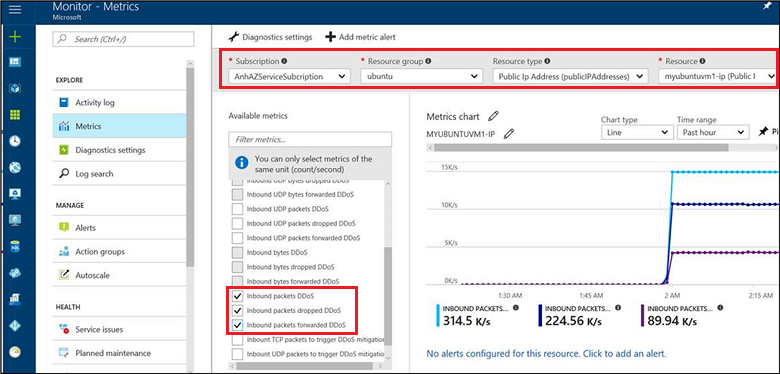 Monitor - Metrics
Microsoft
Search (Ctrl+/)
EXPLORE
Activity log
Metrics
Diagnostics settings
Log search
MANAGE
Alerts
Action groups
Autoscale
HEALTH
Service issues
Planned maintenance
Diagnostics settings
Add metric alert
* Subscription
AnhAZServiceSubcription
* Resource group
ubuntu
Resource type
Public Ip Address (publicIPAddresses)
* Resource
myubuntuvm1-ip (Public I
Available metrics
Filter metrics...
You can only select metrics of the
same unit (count/second)
Inbound UDP bytes dropped DDoS
Inbound UDP bytes forwarded DDoS
Inbound UDP packets DDoS
Inbound UDP packets dropped DDoS
Inbound UDP packets forwarded DDoS
Inbound bytes DDoS
Inbound bytes dropped DDoS
Inbound bytes forwarded DDoS
Inbound packets DDoS
Inbound packets dropped DDoS
Inbound packets forwarded DDoS
Inbound TCP packets to trigger DDoS mitigation
Inbound UDP packets to trigger DDoS mitigation
Metrics chart
MYUBUNTUVM1-IP
Chart type
Line
Time range
Past hour
Pi
15K/s
10K/s
5K/s
0K/s
1:30 AM
1:45 AM
2 AM
2:15 AM
INBOUND PACKETS...
314.5 K/s
INBOUND PACKETS...
224.56 K/s
INBOUND PACKETS...
89.94 K/s
No alerts configured for this resource. Click to add an alert.